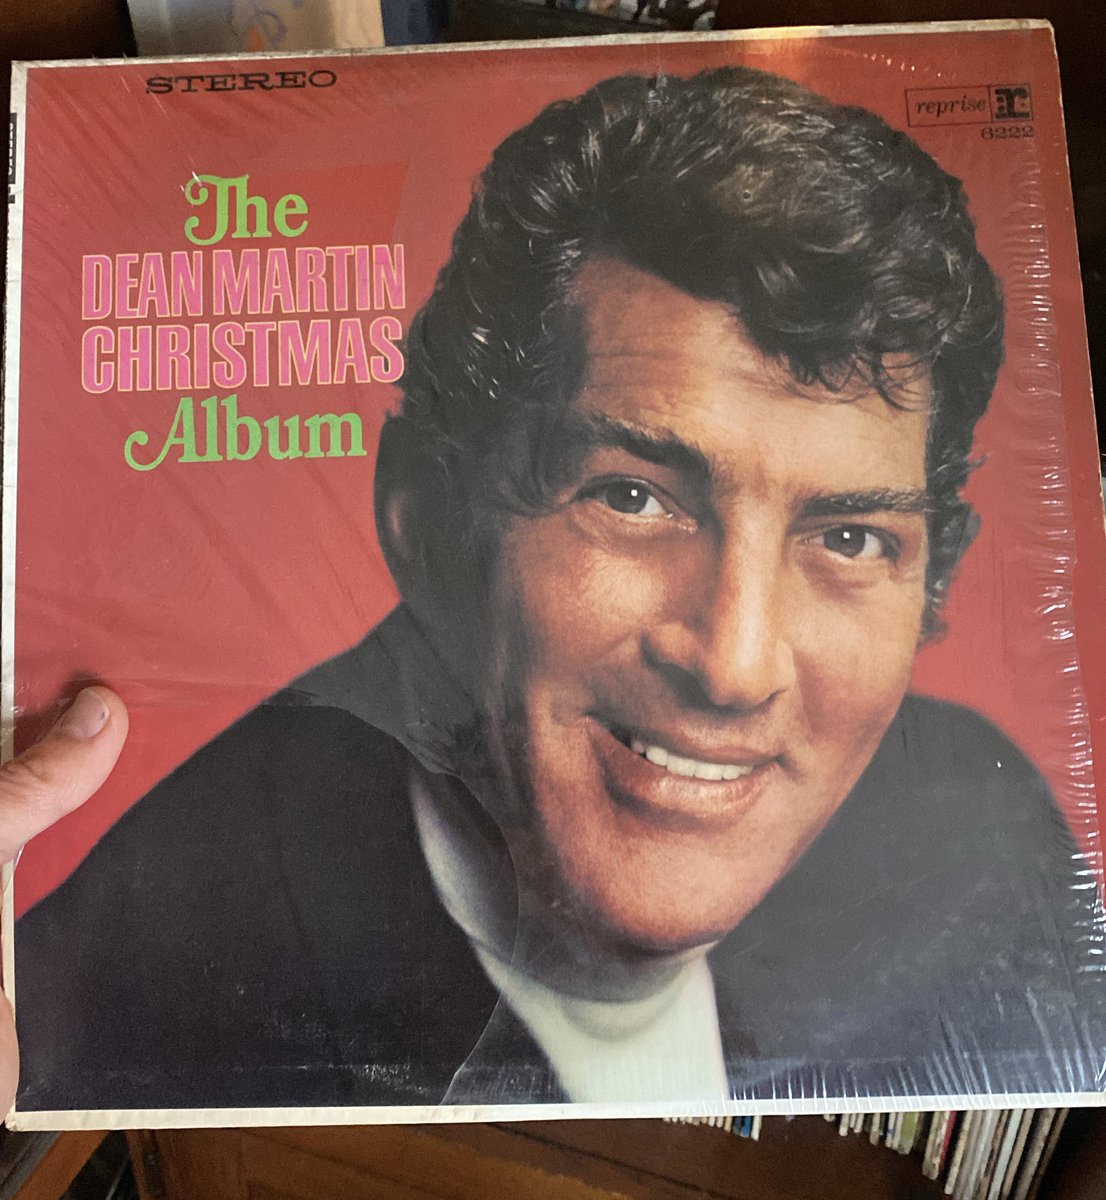 STEREO
reprise
6222
The
DEAN MARTIN
CHRISTMAS
Album